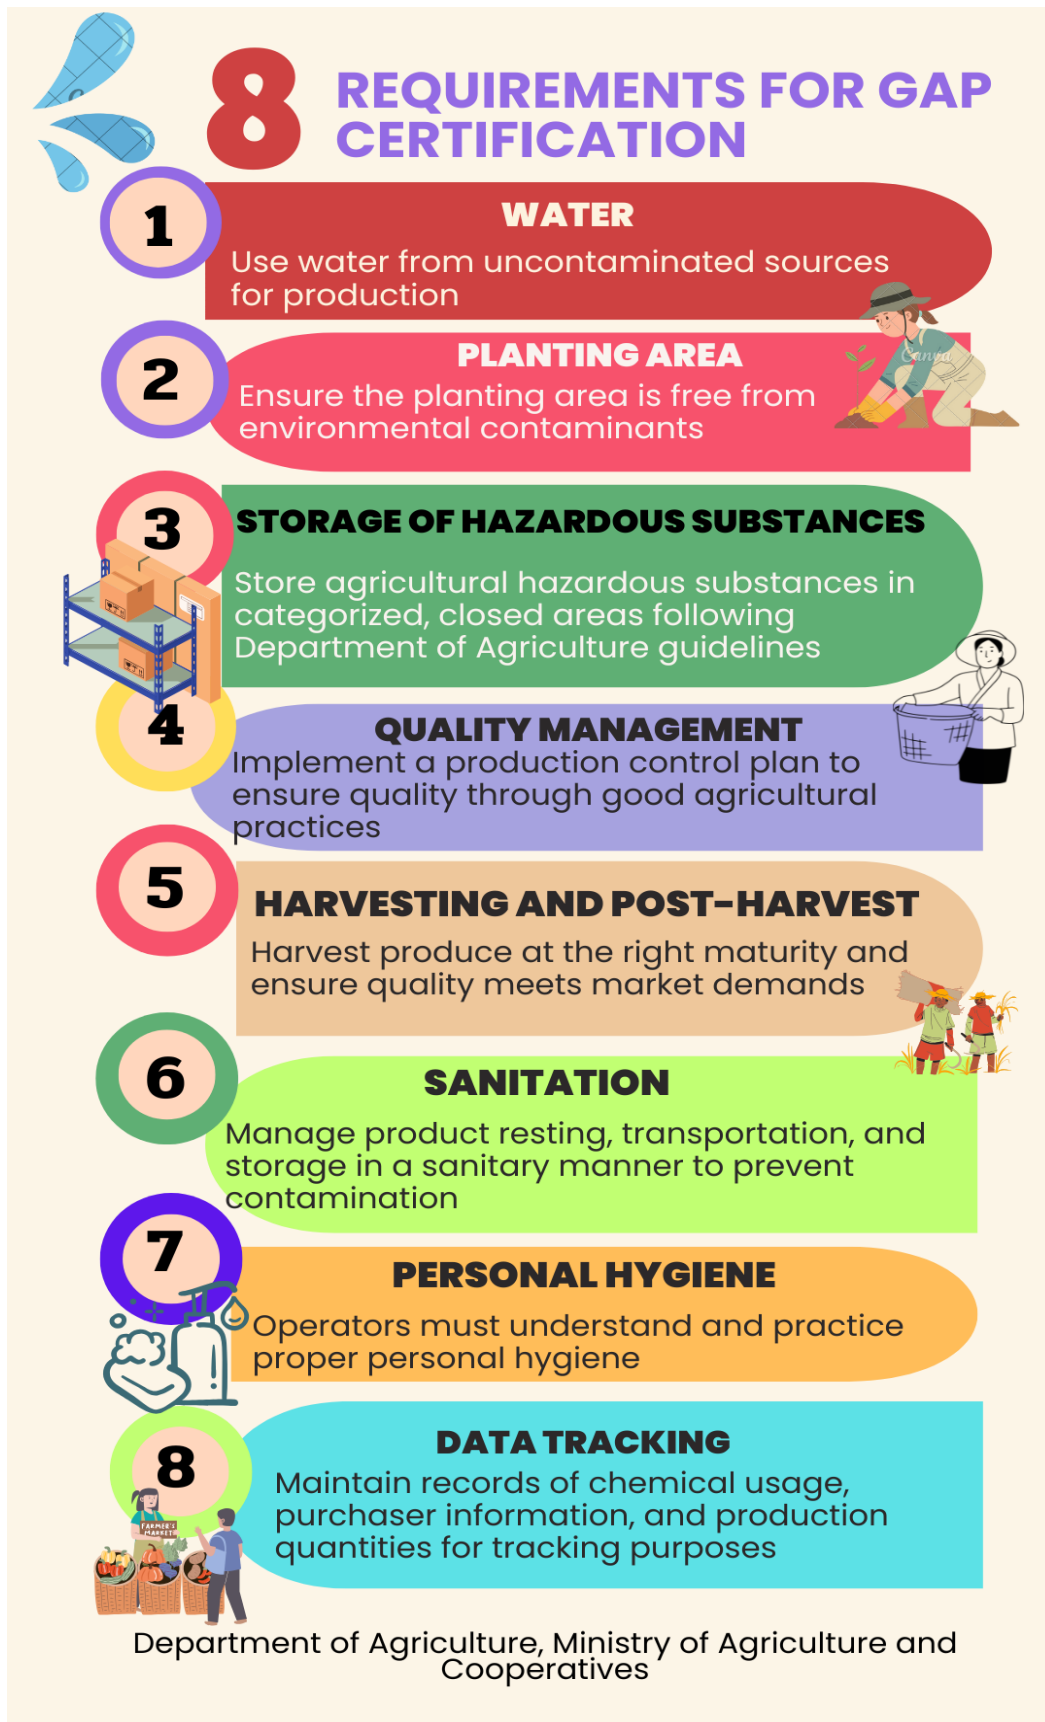 8 REQUIREMENTS FOR GAP
CERTIFICATION
1
WATER
Use water from uncontaminated sources
for production
2
PLANTING AREA
Ensure the planting area is free from
environmental contaminants
Canva
3
STORAGE OF HAZARDOUS SUBSTANCES
Store agricultural hazardous substances in
categorized, closed areas following
Department of Agriculture guidelines
4
QUALITY MANAGEMENT
Implement a production control plan to
ensure quality through good agricultural
practices
5
HARVESTING AND POST-HARVEST
Harvest produce at the right maturity and
ensure quality meets market demands
6
SANITATION
Manage product resting, transportation, and
storage in a sanitary manner to prevent
contamination
7
PERSONAL HYGIENE
Operators must understand and practice
proper personal hygiene
8
DATA TRACKING
Maintain records of chemical usage,
purchaser information, and production
quantities for tracking purposes
FARMER'S
MARKET
Department of Agriculture, Ministry of Agriculture and
Cooperatives